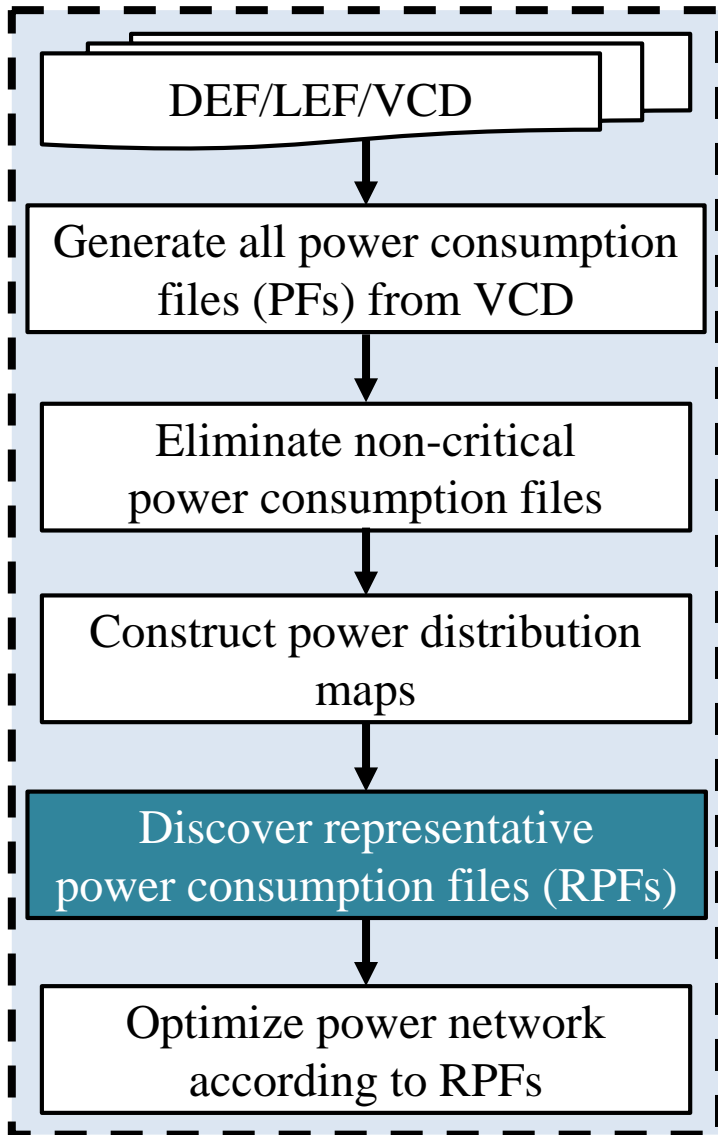 DEF/LEF/VCD
Generate all power consumption
files (PFs) from VCD
Eliminate non-critical
power consumption files
Construct power distribution
maps
Discover representative
power consumption files (RPFs)
Optimize power network
according to RPFs